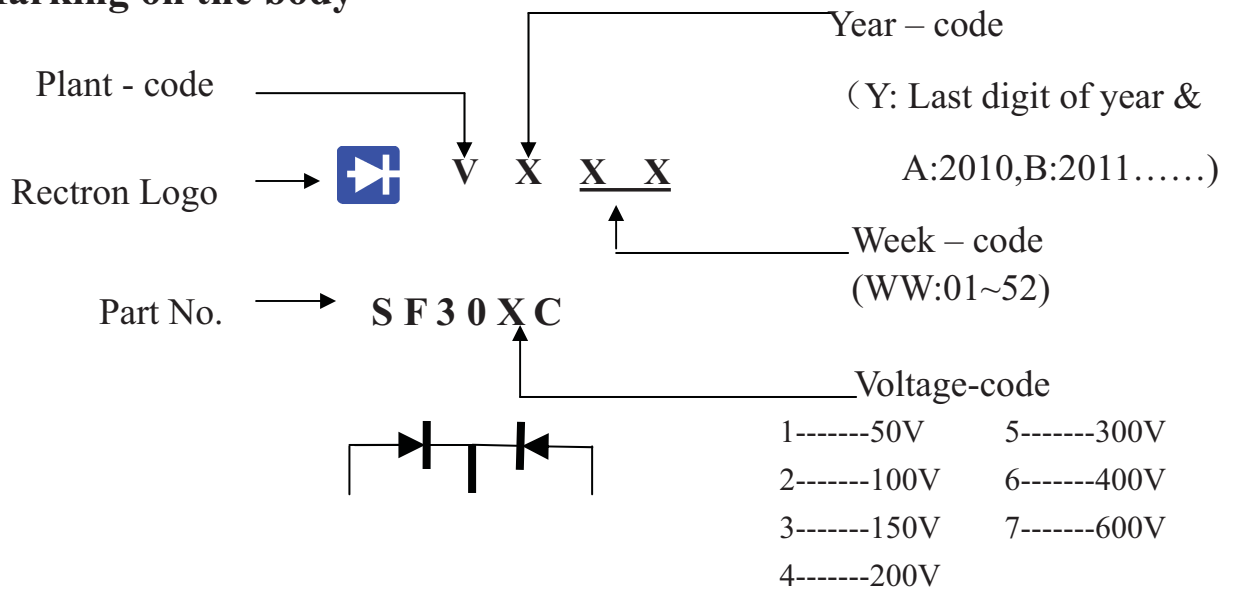 Marking on the body
Year – code
Plant - code
（Y: Last digit of year &
V X X X
A:2010,B:2011……)
Rectron Logo
Week – code
(WW:01~52)
Part No.
S F 3 0 X C
Voltage-code
1-------50V 5-------300V
2-------100V 6-------400V
3-------150V 7-------600V
4-------200V